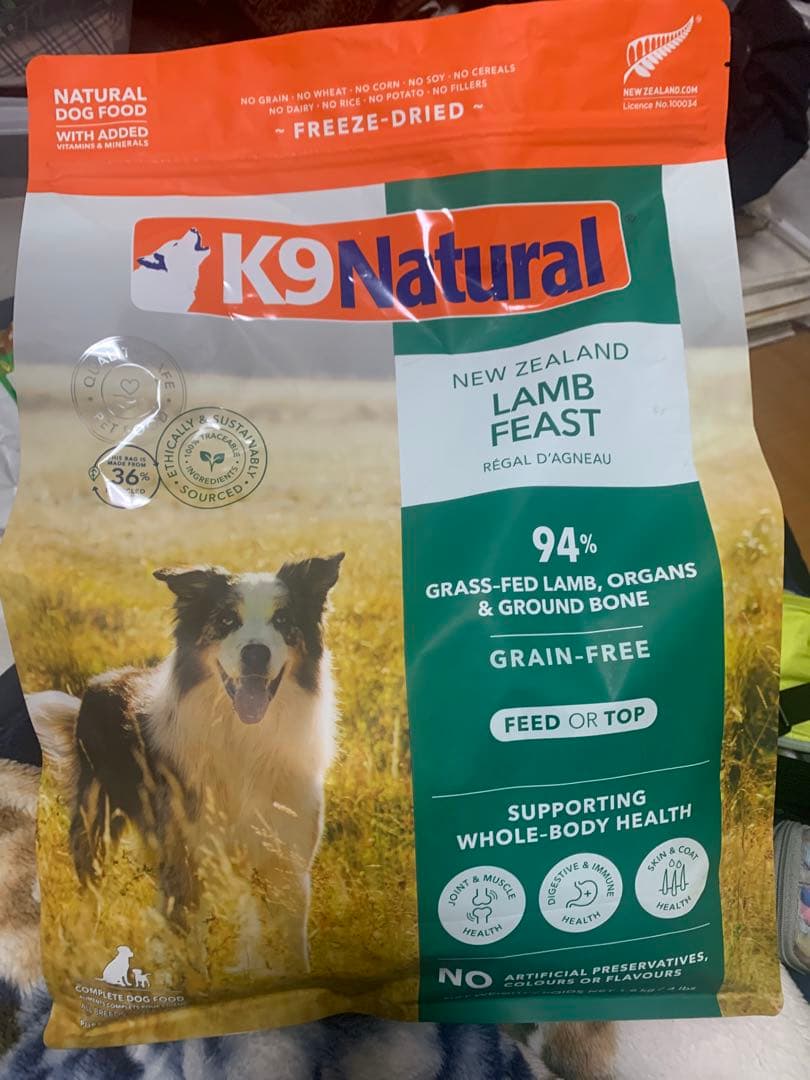 NATURAL
DOG FOOD
WITH ADDED
VITAMINS & MINERALS
NO GRAIN · NO WHEAT · NO CORN · NO SOY · NO CEREALS
NO DAIRY · NO RICE · NO POTATO · NO FILLERS
~ FREEZE-DRIED ~
NEWZEALAND.COM
Licence No.100034
K9Natural
NEW ZEALAND
LAMB
FEAST
RÉGAL D'AGNEAU
PET
ETHICALLY & SUSTAINABLY
SOURCED
100% TRACEABLE
INGREDIENTS
THIS BAG IS
MADE FROM
36%
94%
GRASS-FED LAMB, ORGANS
& GROUND BONE
GRAIN-FREE
FEED OR TOP
SUPPORTING
WHOLE-BODY HEALTH
JOINT & MUSCLE
HEALTH
DIGESTIVE & IMMUNE
HEALTH
SKIN & COAT
HEALTH
NO ARTIFICIAL PRESERVATIVES,
COLOURS OR FLAVOURS
COMPLETE DOG FOOD